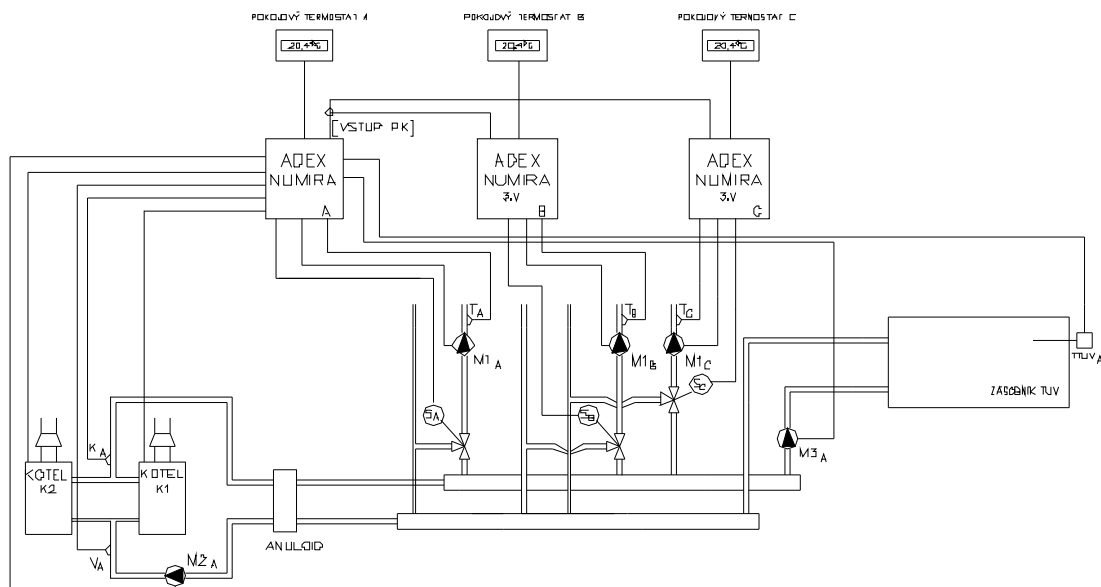 POKOJOVÝ TERMOSTAT A
POKOJOVÝ TERMOSTAT B
POKOJOVÝ TERMOSTAT C
20,4°C
20,4°C
20,4°C
[VSTUP PK]
ADEX
NUMIRA
A
ADEX
NUMIRA
3.V
B
ADEX
NUMIRA
3.V
C
TA
TB
TC
M1A
M1B
M1C
TTUVA
SC
ZÁSOBNÍK TUV
SA
SB
KA
M3A
KOTEL
K2
KOTEL
K1
ANULOID
VA
M2A